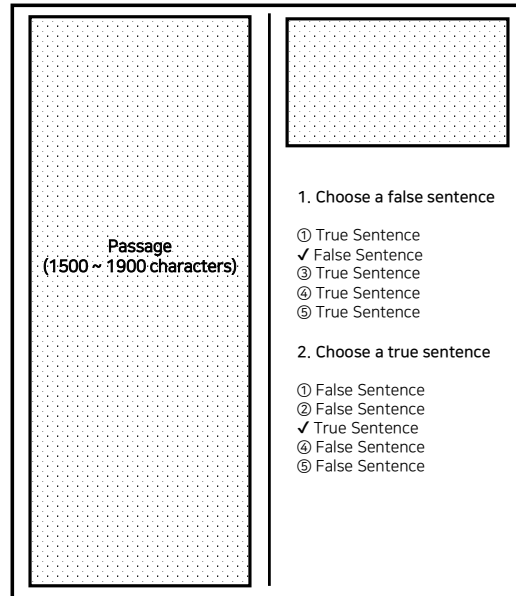 Passage
(1500 ~ 1900 characters)
1. Choose a false sentence
① True Sentence
✓ False Sentence
③ True Sentence
④ True Sentence
⑤ True Sentence
2. Choose a true sentence
① False Sentence
② False Sentence
✓ True Sentence
④ False Sentence
⑤ False Sentence